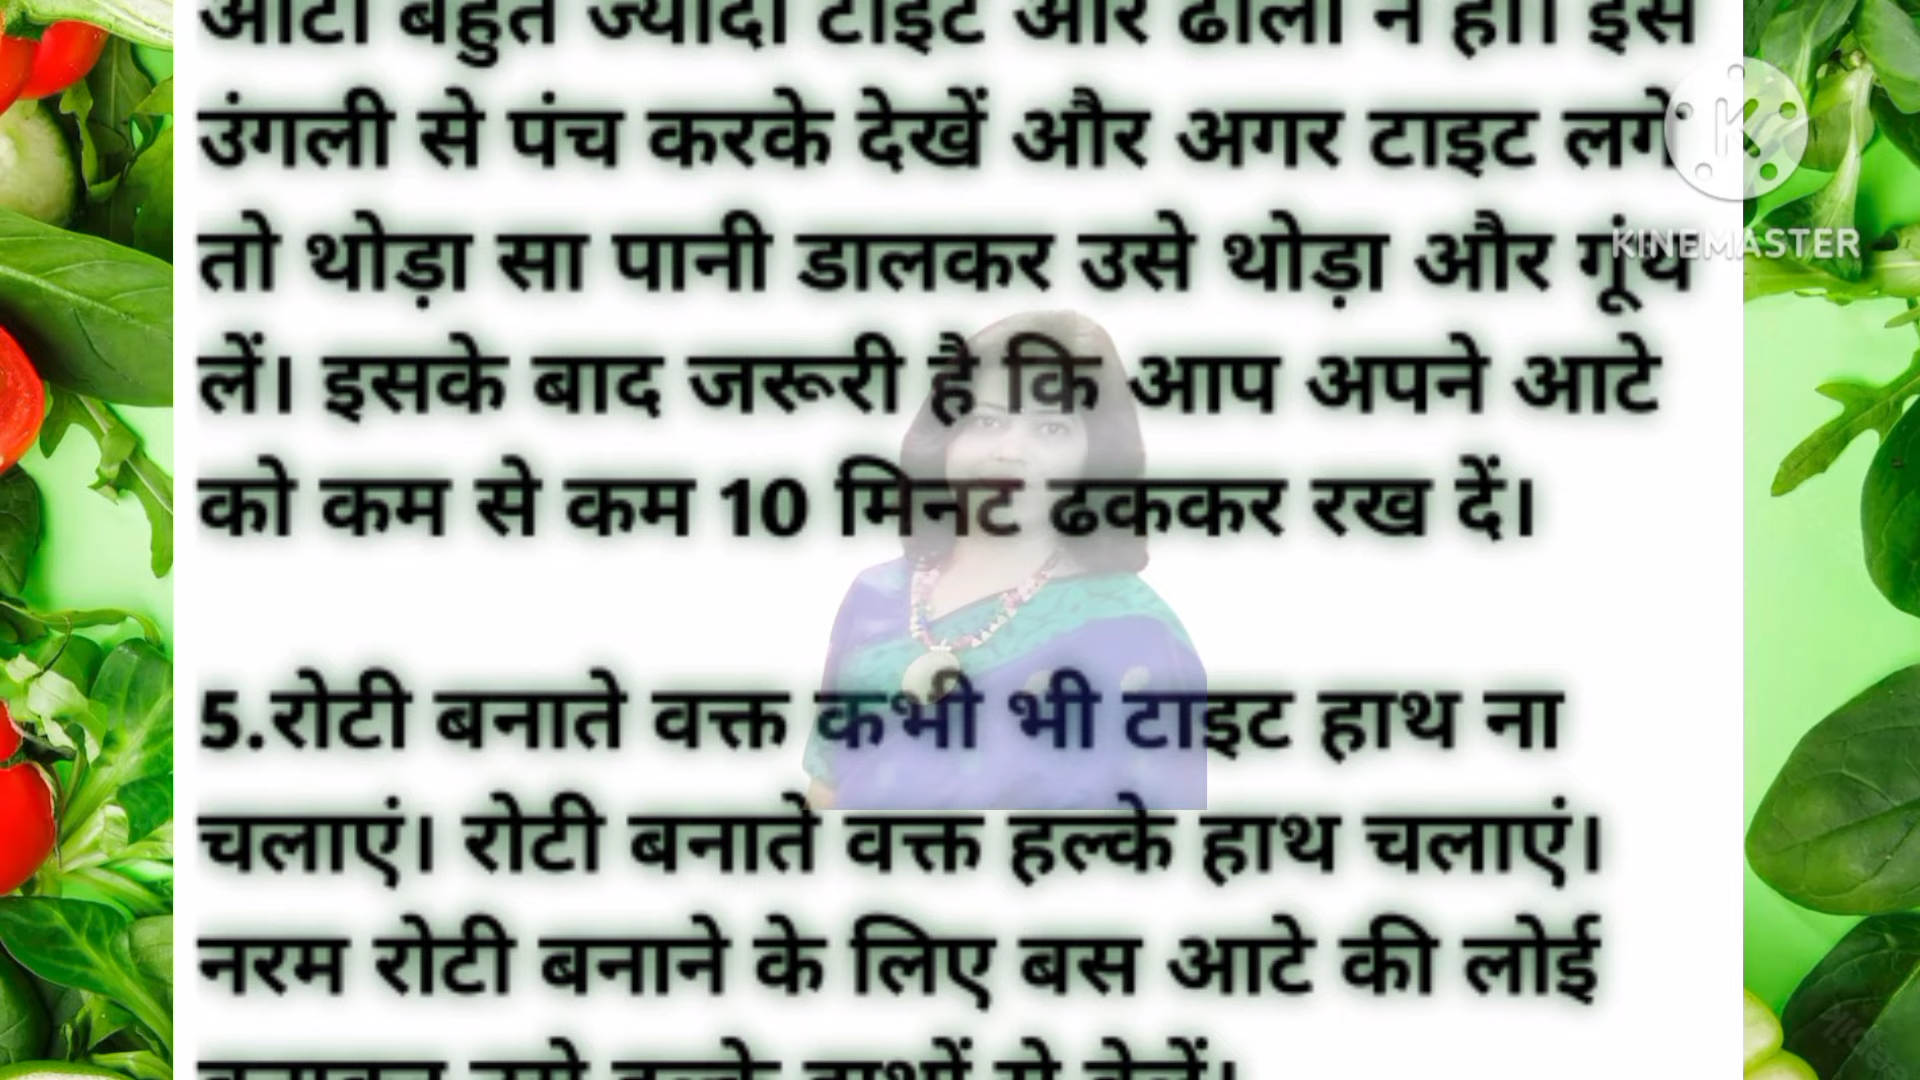 आटा बहुत ज्यादा टाइट और ढीला न हो। इसे
उंगली से पंच करके देखें और अगर टाइट लगे
तो थोड़ा सा पानी डालकर उसे थोड़ा और गूंथ
लें। इसके बाद जरूरी है कि आप अपने आटे
को कम से कम 10 मिनट ढककर रख दें।
5.रोटी बनाते वक्त कभी भी टाइट हाथ ना
चलाएं। रोटी बनाते वक्त हल्के हाथ चलाएं।
नरम रोटी बनाने के लिए बस आटे की लोई
KINEMASTER